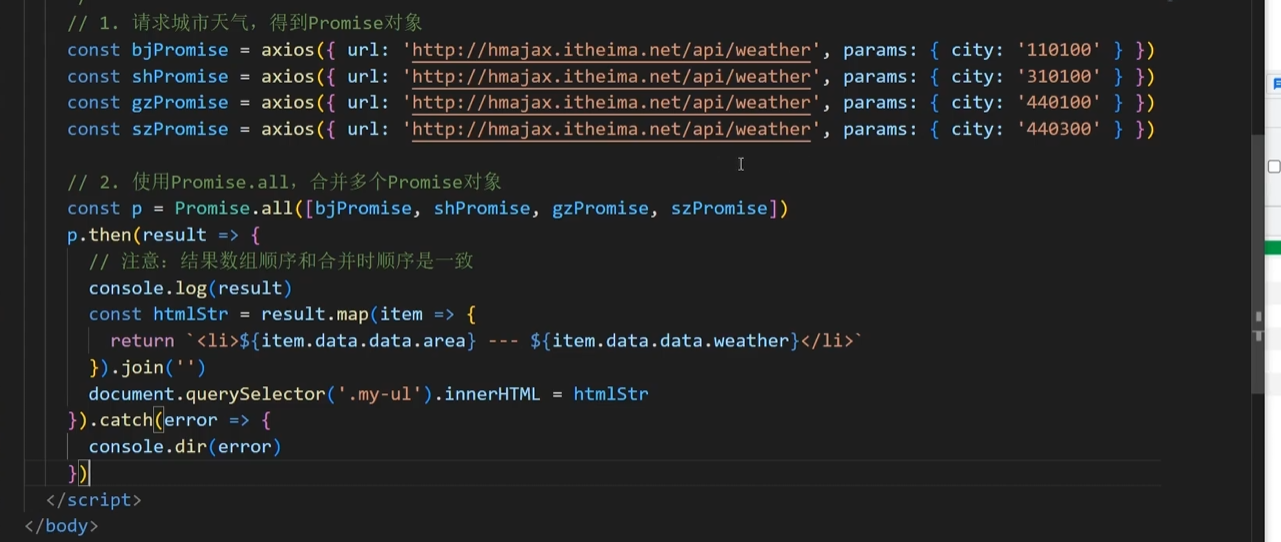 // 1. 请求城市天气，得到Promise对象
const bjPromise = axios({ url: 'http://hmajax.itheima.net/api/weather', params: { city: '110100' } })
const shPromise = axios({ url: 'http://hmajax.itheima.net/api/weather', params: { city: '310100' } })
const gzPromise = axios({ url: 'http://hmajax.itheima.net/api/weather', params: { city: '440100' } })
const szPromise = axios({ url: 'http://hmajax.itheima.net/api/weather', params: { city: '440300' } })
// 2. 使用Promise.all，合并多个Promise对象
const p = Promise.all([bjPromise, shPromise, gzPromise, szPromise])
p.then(result => {
// 注意：结果数组顺序和合并时顺序是一致
console.log(result)
const htmlStr = result.map(item => {
return `<li>${item.data.data.area} --- ${item.data.data.weather}</li>`
}).join('')
document.querySelector('.my-ul').innerHTML = htmlStr
}).catch(error => {
console.dir(error)
})
</script>
</body>